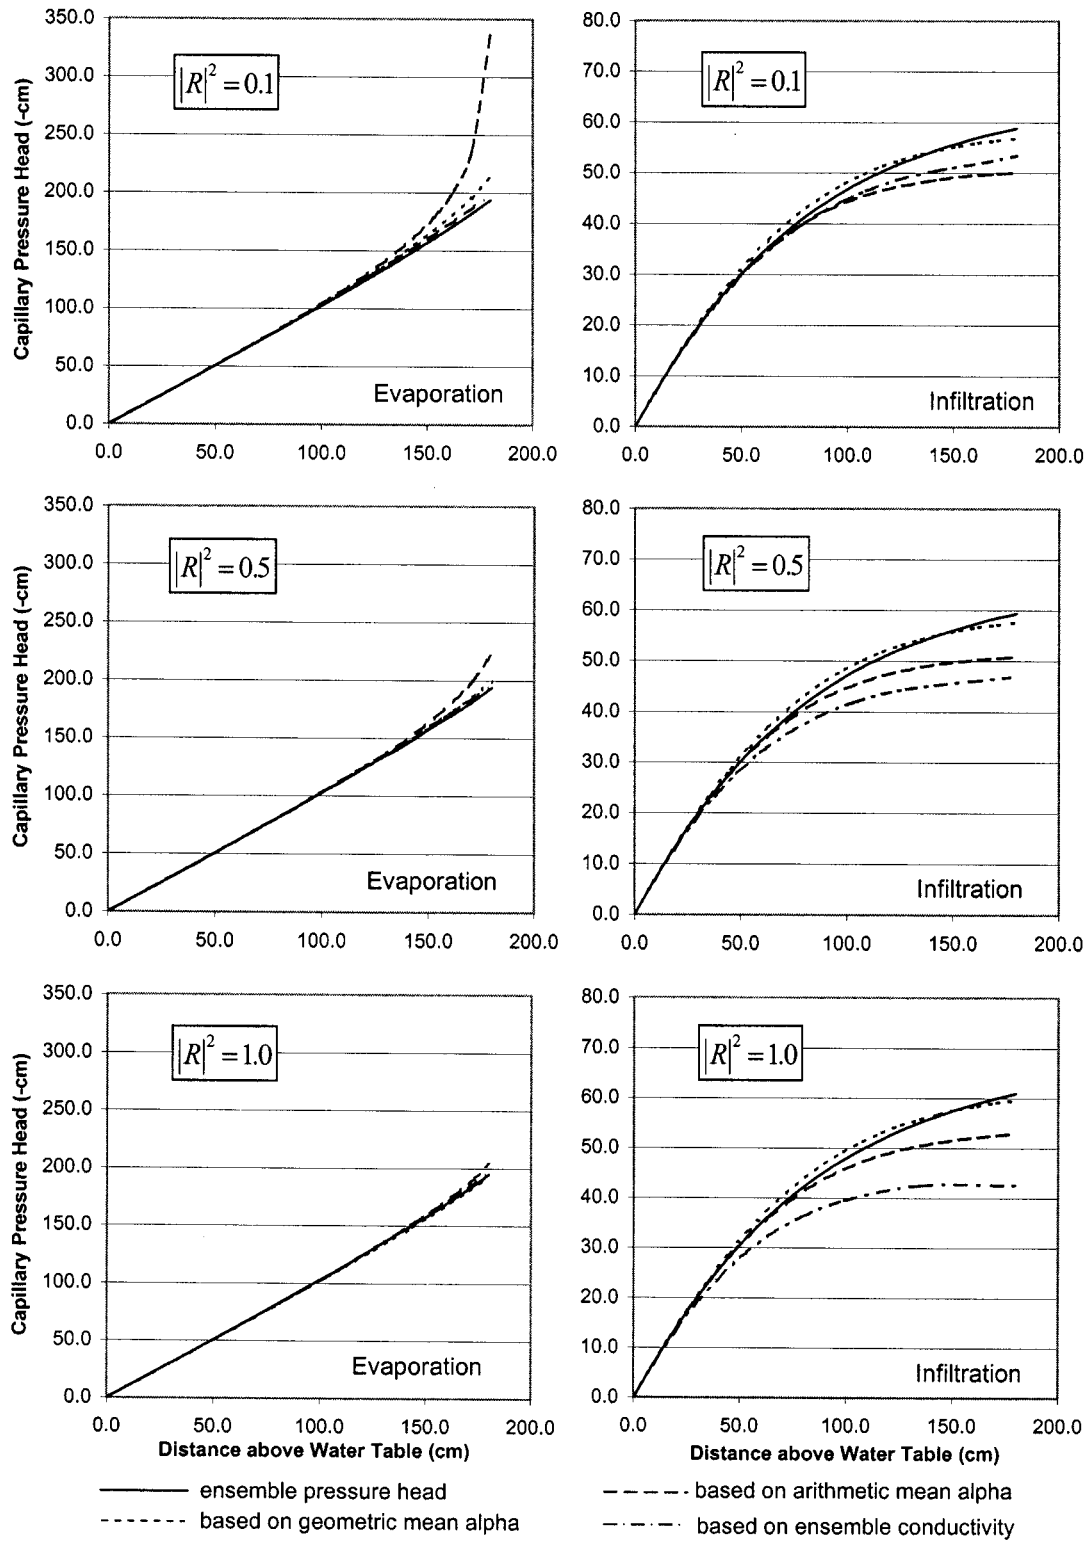 350.0
300.0
250.0
200.0
150.0
100.0
50.0
0.0
Capillary Pressure Head (-cm)
|R|² = 0.1
Evaporation
0.0 50.0 100.0 150.0 200.0
80.0
70.0
60.0
50.0
40.0
30.0
20.0
10.0
0.0
|R|² = 0.1
Infiltration
0.0 50.0 100.0 150.0 200.0
350.0
300.0
250.0
200.0
150.0
100.0
50.0
0.0
Capillary Pressure Head (-cm)
|R|² = 0.5
Evaporation
0.0 50.0 100.0 150.0 200.0
80.0
70.0
60.0
50.0
40.0
30.0
20.0
10.0
0.0
|R|² = 0.5
Infiltration
0.0 50.0 100.0 150.0 200.0
350.0
300.0
250.0
200.0
150.0
100.0
50.0
0.0
Capillary Pressure Head (-cm)
|R|² = 1.0
Evaporation
0.0 50.0 100.0 150.0 200.0
Distance above Water Table (cm)
80.0
70.0
60.0
50.0
40.0
30.0
20.0
10.0
0.0
|R|² = 1.0
Infiltration
0.0 50.0 100.0 150.0 200.0
Distance above Water Table (cm)
ensemble pressure head
based on geometric mean alpha
based on arithmetic mean alpha
based on ensemble conductivity